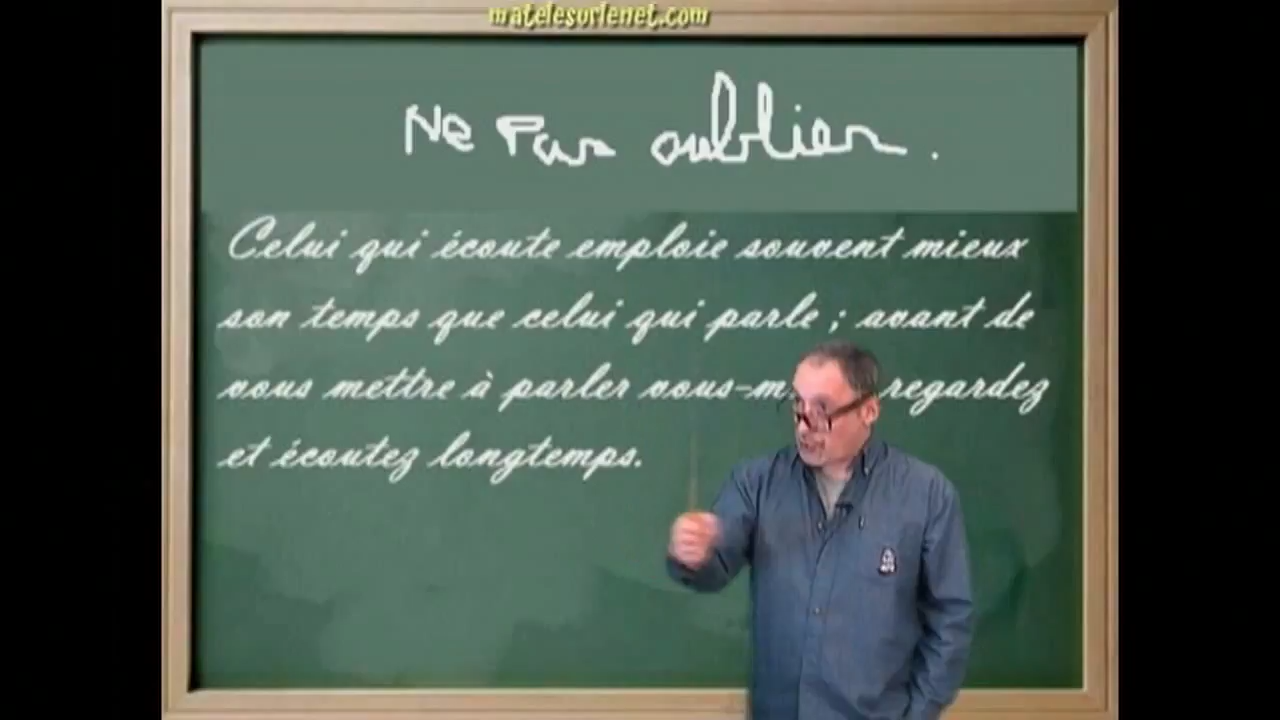 matelesurlenet.com
Ne Pas oublier.
Celui qui écoute emploie souvent mieux
son temps que celui qui parle ; avant de
vous mettre à parler regardez
et écoutez longtemps.